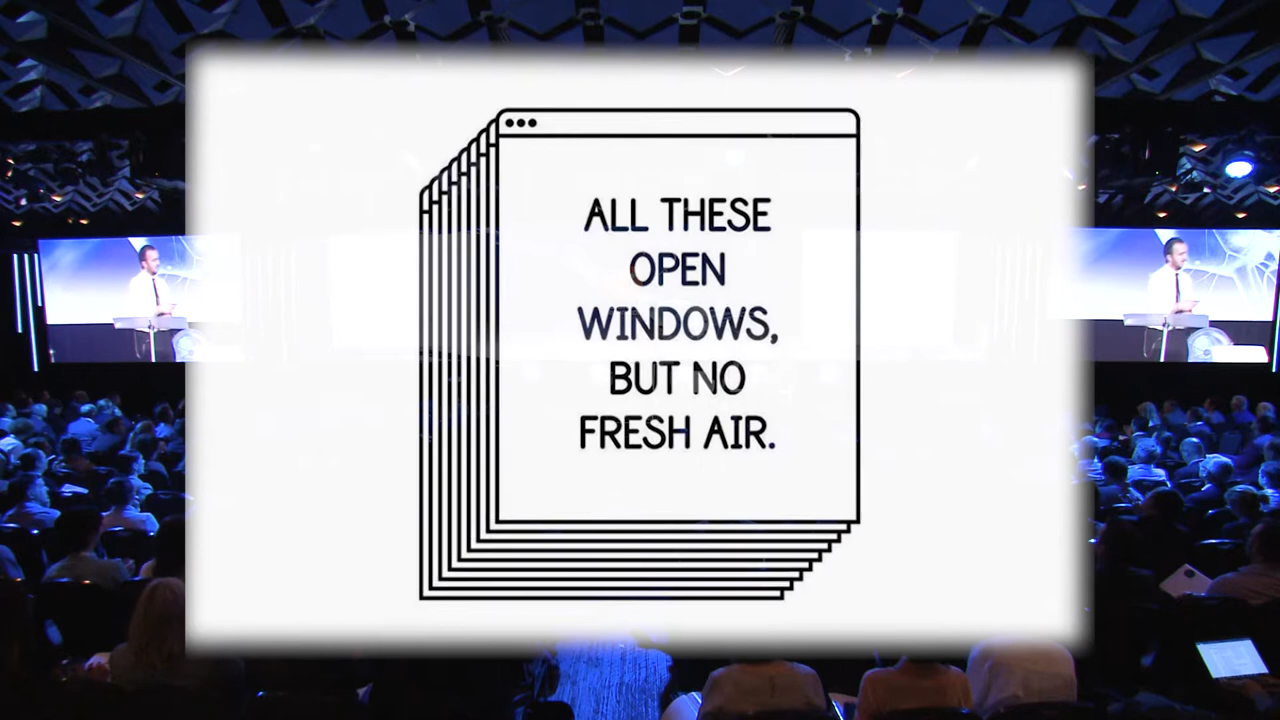 ALL THESE
OPEN
WINDOWS,
BUT NO
FRESH AIR.